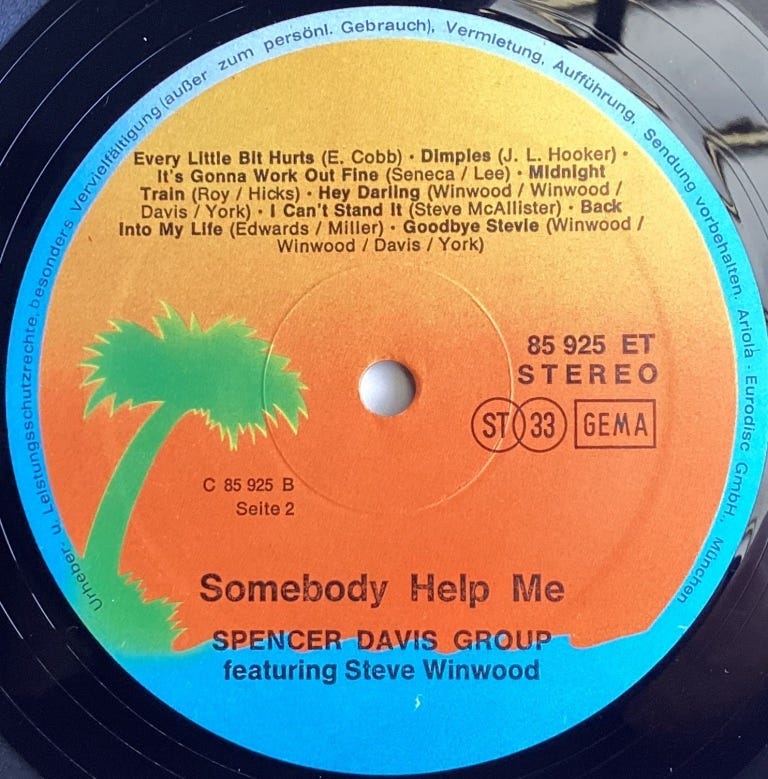 Urheber- u. Leistungsschutzrechte, besonders Vervielfältigung (außer zum persönl. Gebrauch), Vermietung, Aufführung, Sendung vorbehalten. Ariola · Eurodisc GmbH., München
Every Little Bit Hurts (E. Cobb) · Dimples (J. L. Hooker) ·
It's Gonna Work Out Fine (Seneca / Lee) · Midnight
Train (Roy / Hicks) · Hey Darling (Winwood / Winwood /
Davis / York) · I Can't Stand It (Steve McAllister) · Back
Into My Life (Edwards / Miller) · Goodbye Stevie (Winwood /
Winwood / Davis / York)
85 925 ET
STEREO
ST 33 GEMA
C 85 925 B
Seite 2
Somebody Help Me
SPENCER DAVIS GROUP
featuring Steve Winwood